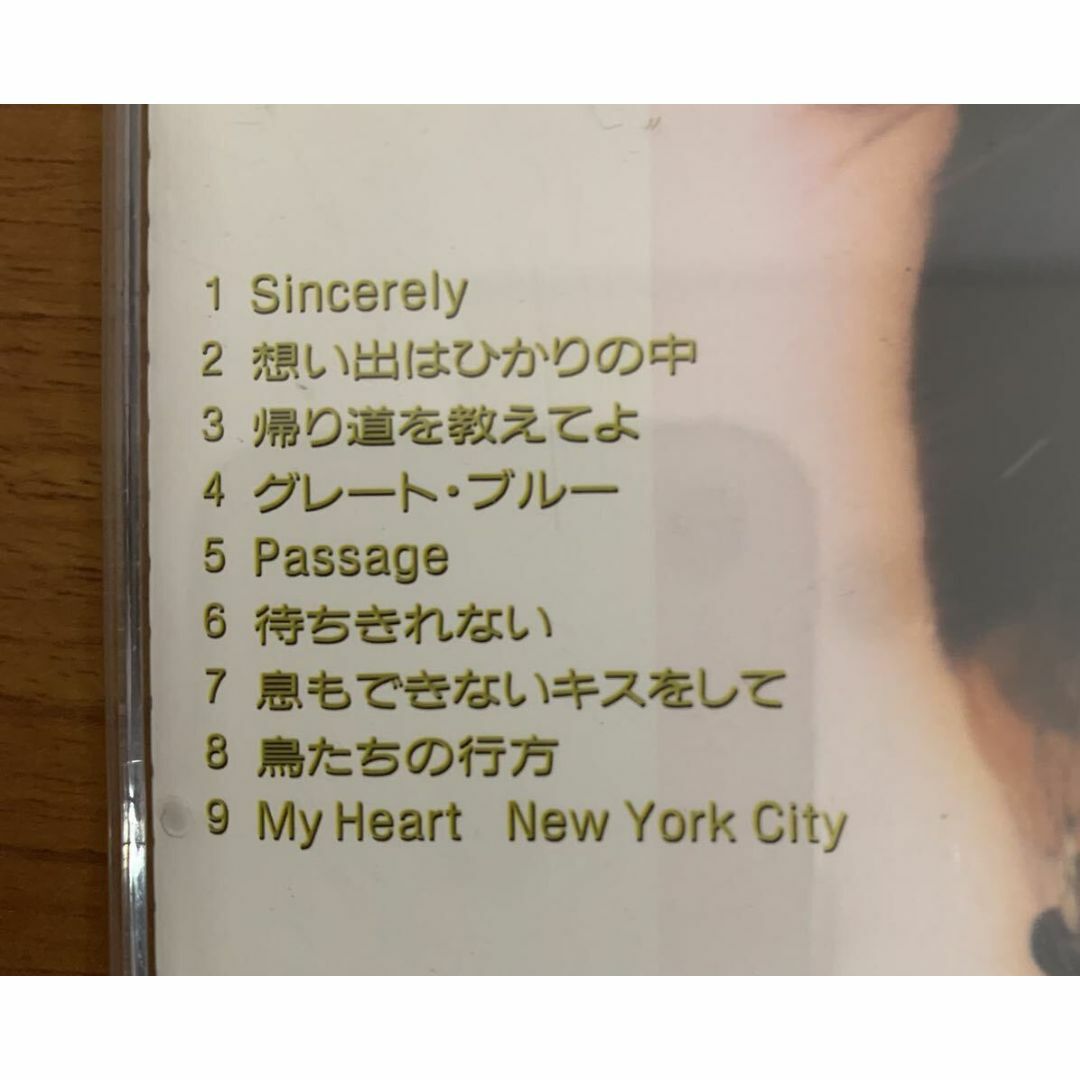 1 Sincerely
2 想い出はひかりの中
3 帰り道を教えてよ
4 グレート・ブルー
5 Passage
6 待ちきれない
7 息もできないキスをして
8 鳥たちの行方
9 My Heart New York City